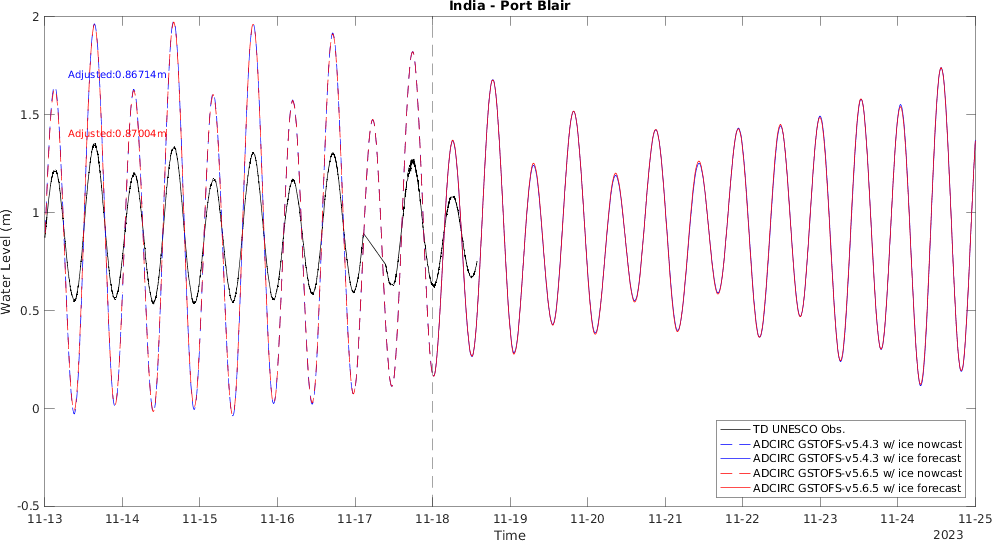 India - Port Blair
2
1.5
1
0.5
0
-0.5
Water Level (m)
Adjusted:0.86714m
Adjusted:0.87004m
TD UNESCO Obs.
ADCIRC GSTOFS-v5.4.3 w/ ice nowcast
ADCIRC GSTOFS-v5.4.3 w/ ice forecast
ADCIRC GSTOFS-v5.6.5 w/ ice nowcast
ADCIRC GSTOFS-v5.6.5 w/ ice forecast
11-13 11-14 11-15 11-16 11-17 11-18 11-19 11-20 11-21 11-22 11-23 11-24 11-25
Time
2023